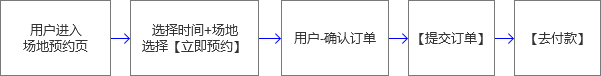 用户进入
场地预约页
选择时间+场地
选择【立即预约】
用户-确认订单
【提交订单】
【去付款】